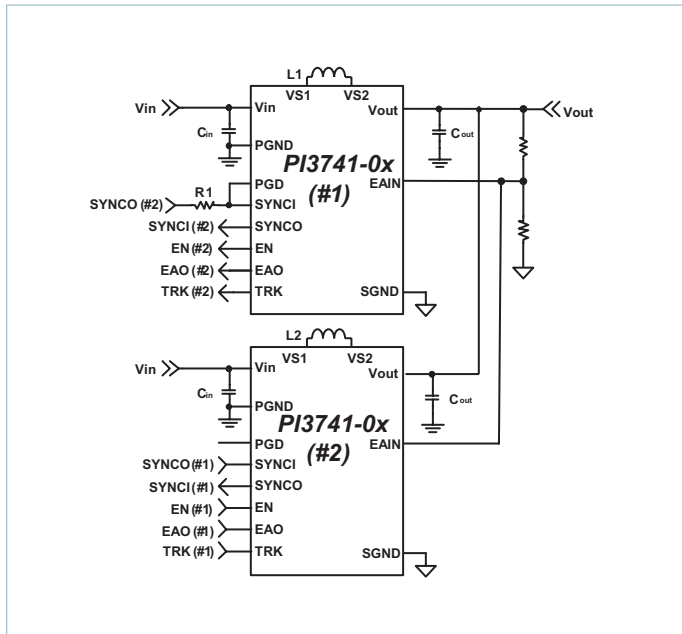 L1
VS1 VS2
Vin Vin Vout Vout
Cin Cout
PGND
PI3741-0x
(#1)
PGD EAIN
R1
SYNCO (#2) SYNCI
SYNCI (#2) SYNCO
EN (#2) EN
EAO (#2) EAO
TRK (#2) TRK SGND
L2
VS1 VS2
Vin Vin Vout
Cin Cout
PGND
PI3741-0x
(#2)
PGD EAIN
SYNCO (#1) SYNCI
SYNCI (#1) SYNCO
EN (#1) EN
EAO (#1) EAO
TRK (#1) TRK SGND